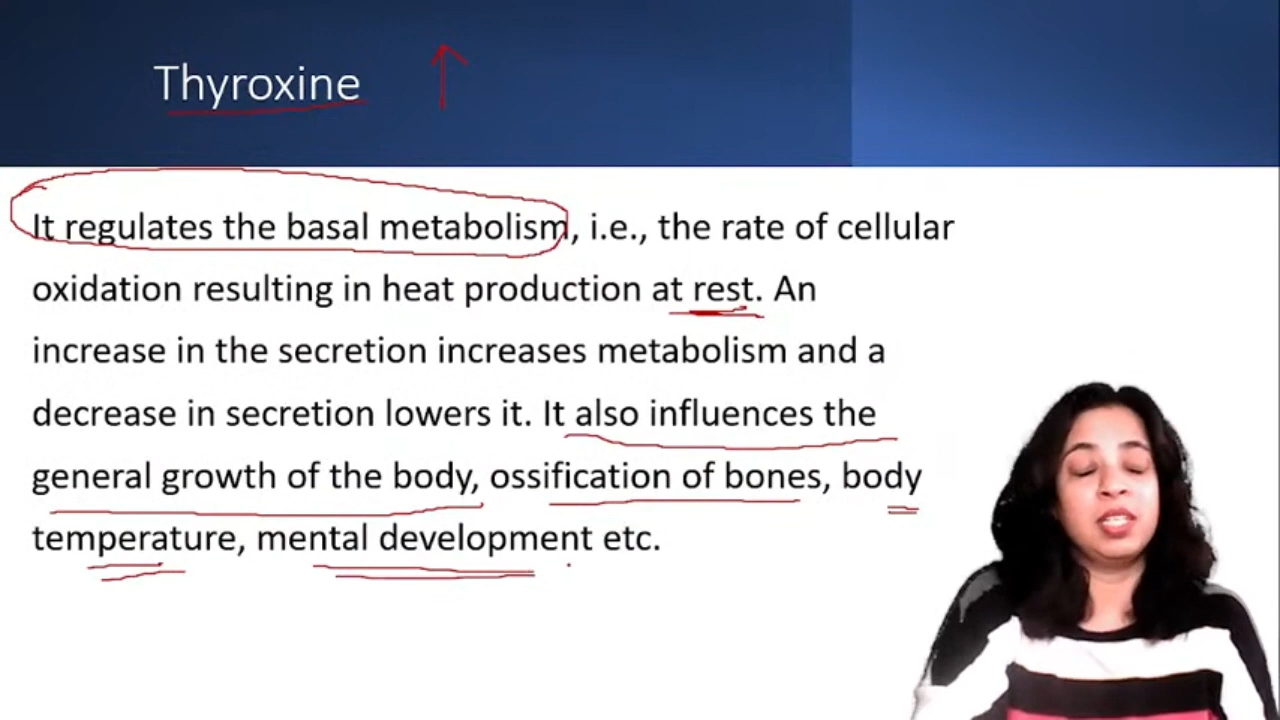 Thyroxine
It regulates the basal metabolism, i.e., the rate of cellular
oxidation resulting in heat production at rest. An
increase in the secretion increases metabolism and a
decrease in secretion lowers it. It also influences the
general growth of the body, ossification of bones, body
temperature, mental development etc.